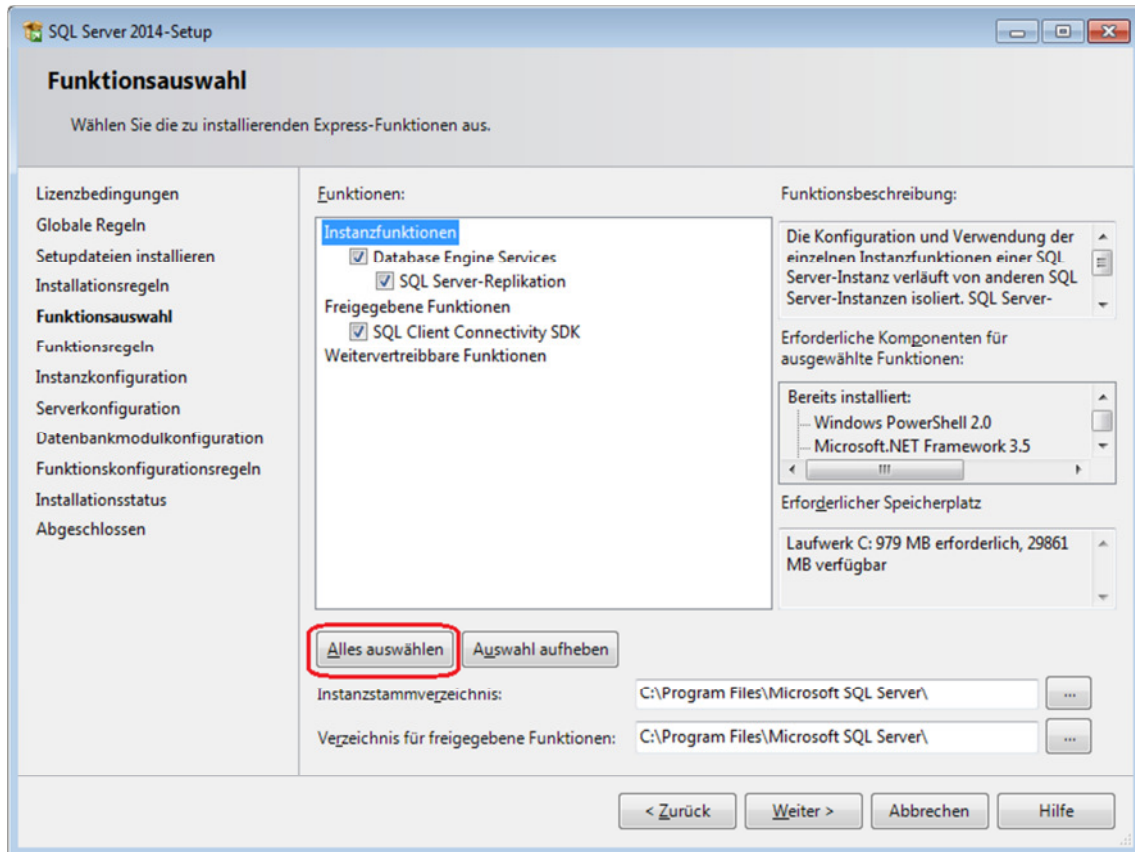 SQL Server 2014-Setup
Funktionsauswahl
Wählen Sie die zu installierenden Express-Funktionen aus.
Lizenzbedingungen
Globale Regeln
Setupdateien installieren
Installationsregeln
Funktionsauswahl
Funktionsregeln
Instanzkonfiguration
Serverkonfiguration
Datenbankmodulkonfiguration
Funktionskonfigurationsregeln
Installationsstatus
Abgeschlossen
Funktionen:
Instanzfunktionen
Database Engine Services
SQL Server-Replikation
Freigegebene Funktionen
SQL Client Connectivity SDK
Weitervertreibbare Funktionen
Funktionsbeschreibung:
Die Konfiguration und Verwendung der
einzelnen Instanzfunktionen einer SQL
Server-Instanz verläuft von anderen SQL
Server-Instanzen isoliert. SQL Server-
Erforderliche Komponenten für
ausgewählte Funktionen:
Bereits installiert:
Windows PowerShell 2.0
Microsoft.NET Framework 3.5
Erforderlicher Speicherplatz
Laufwerk C: 979 MB erforderlich, 29861
MB verfügbar
Alles auswählen
Auswahl aufheben
Instanzstammverzeichnis:
C:\Program Files\Microsoft SQL Server\
...
Verzeichnis für freigegebene Funktionen:
C:\Program Files\Microsoft SQL Server\
...
< Zurück
Weiter >
Abbrechen
Hilfe